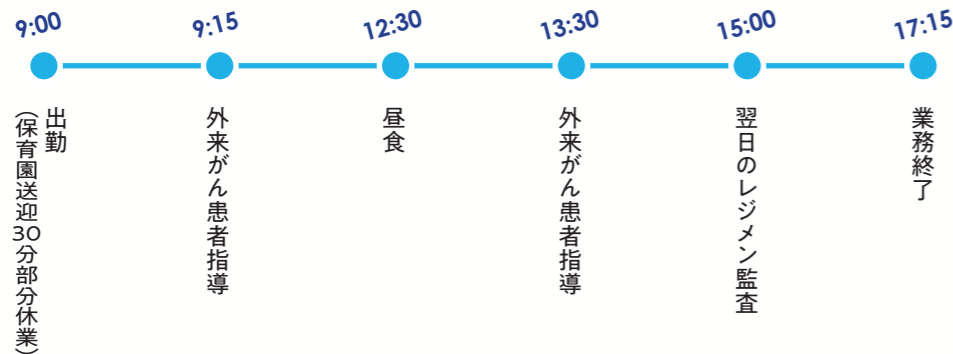 9:00
出勤
(保育園送迎30分部分休業)
9:15
外来がん患者指導
12:30
昼食
13:30
外来がん患者指導
15:00
翌日のレジメン監査
17:15
業務終了